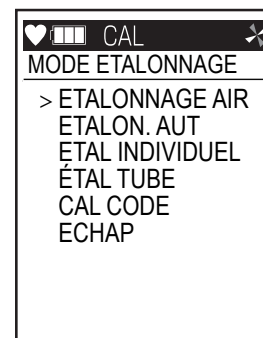 CAL
MODE ETALONNAGE
> ETALONNAGE AIR
ETALON. AUT
ETAL INDIVIDUEL
ÉTAL TUBE
CAL CODE
ECHAP